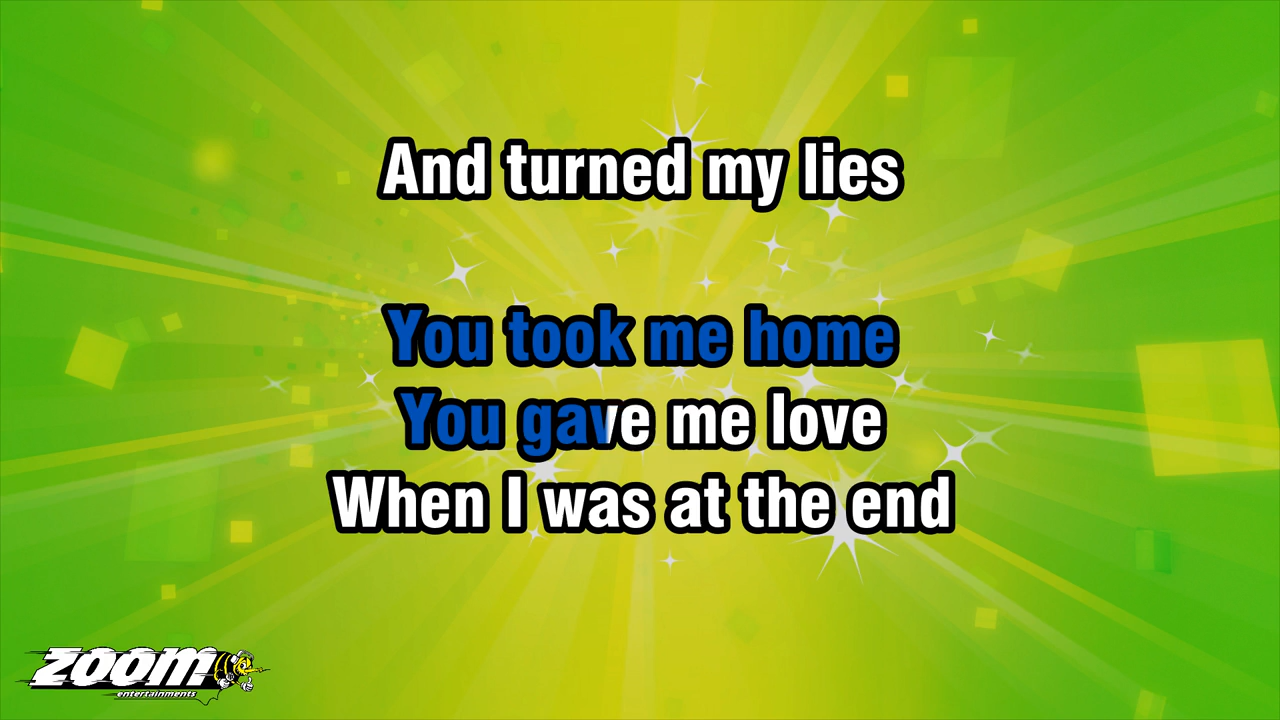 And turned my lies
You took me home
You gave me love
When I was at the end
zoom
entertainments